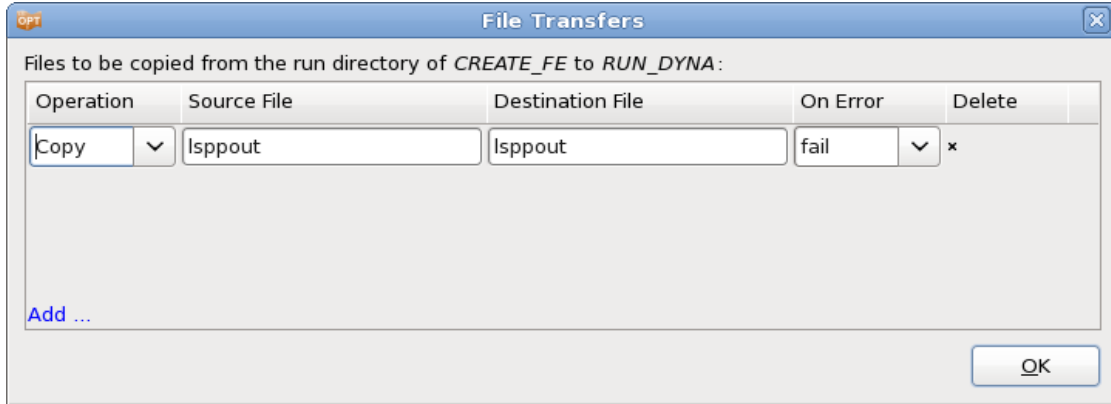 OPT File Transfers
Files to be copied from the run directory of CREATE_FE to RUN_DYNA:
Operation Source File Destination File On Error Delete
Copy lsppout lsppout fail ×
Add ...
OK